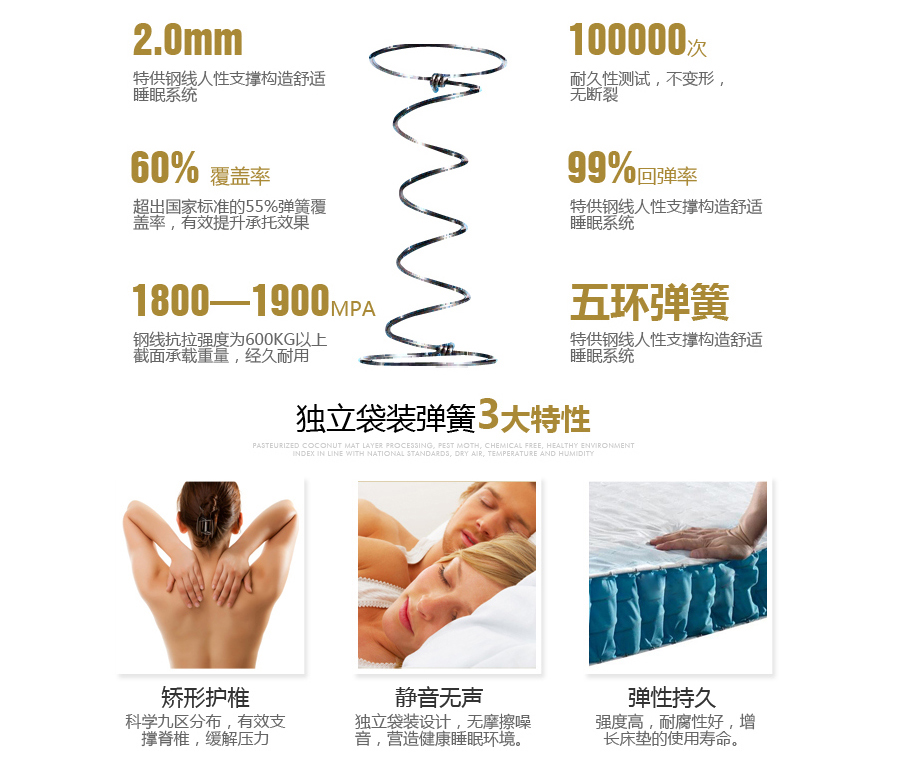 2.0mm
特供钢线人性支撑构造舒适
睡眠系统
100000次
耐久性测试，不变形，
无断裂
60% 覆盖率
超出国家标准的55%弹簧覆
盖率，有效提升承托效果
99%回弹率
特供钢线人性支撑构造舒适
睡眠系统
1800—1900MPA
钢线抗拉强度为600KG以上
截面承载重量，经久耐用
五环弹簧
特供钢线人性支撑构造舒适
睡眠系统
独立袋装弹簧3大特性
PASTEURIZED COCONUT MAT LAYER PROCESSING, PEST MOTH, CHEMICAL FREE, HEALTHY ENVIRONMENT
INDEX IN LINE WITH NATIONAL STANDARDS, DRY AIR, TEMPERATURE AND HUMIDITY
矫形护椎
科学九区分布，有效支
撑脊椎，缓解压力
静音无声
独立袋装设计，无摩擦噪
音，营造健康睡眠环境。
弹性持久
强度高，耐腐性好，增
长床垫的使用寿命。